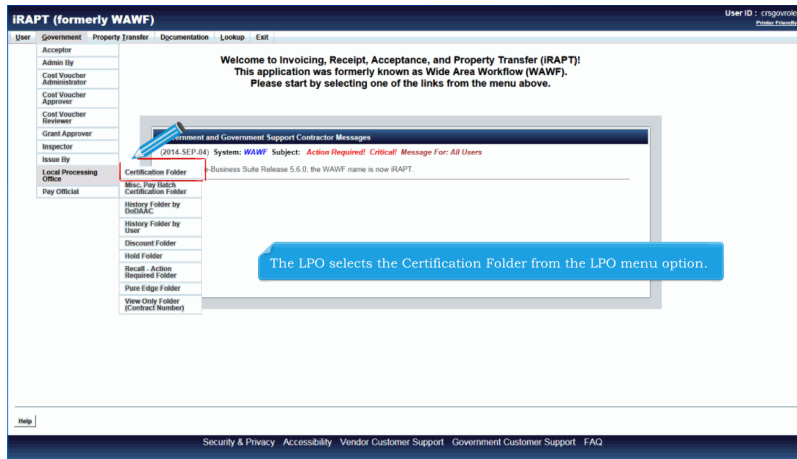 iRAPT (formerly WAWF)
User ID : crsgovrole
Printer Friendly
User Government Property Transfer Documentation Lookup Exit
Acceptor
Admin By
Cost Voucher
Administrator
Cost Voucher
Approver
Cost Voucher
Reviewer
Grant Approver
Inspector
Issue By
Local Processing
Office
Pay Official
Certification Folder
Misc. Pay Batch
Certification Folder
History Folder by
DoDAAC
History Folder by
User
Discount Folder
Hold Folder
Recall - Action
Required Folder
Pure Edge Folder
View Only Folder
(Contract Number)
Welcome to Invoicing, Receipt, Acceptance, and Property Transfer (iRAPT)!
This application was formerly known as Wide Area Workflow (WAWF).
Please start by selecting one of the links from the menu above.
ernment and Government Support Contractor Messages
(2014-SEP-04) System: WAWF Subject: Action Required! Critical! Message For: All Users
e-Business Suite Release 5.6.0, the WAWF name is now iRAPT.
The LPO selects the Certification Folder from the LPO menu option.
Help
Security & Privacy Accessibility Vendor Customer Support Government Customer Support FAQ